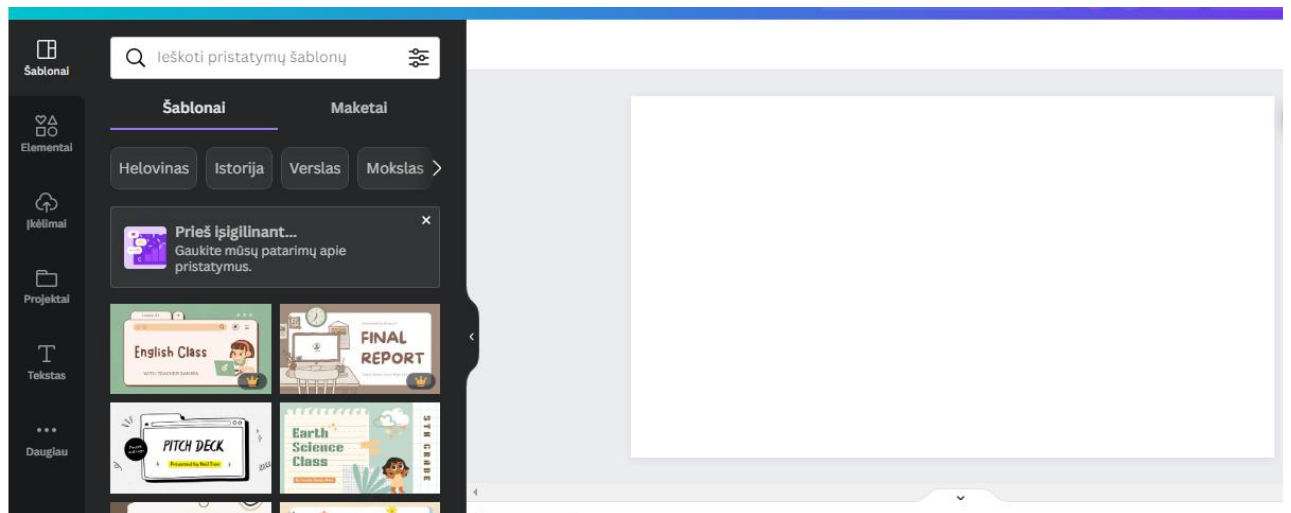 Šablonai
Elementai
Įkėlimai
Projektai
Tekstas
Daugiau
Ieškoti pristatymų šablonų
Šablonai Maketai
Helovinas Istorija Verslas Mokslas
Prieš įsigilinant...
Gaukite mūsų patarimų apie
pristatymus.
English Class
FINAL
REPORT
PITCH DECK
Earth
Science
Class
5TH GRADE